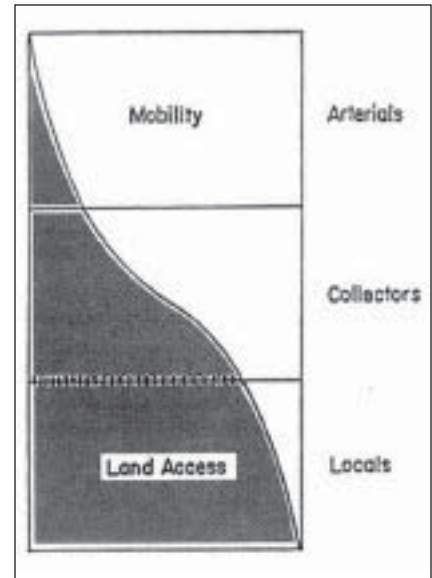 Mobility
Arterials
Collectors
Land Access
Locals